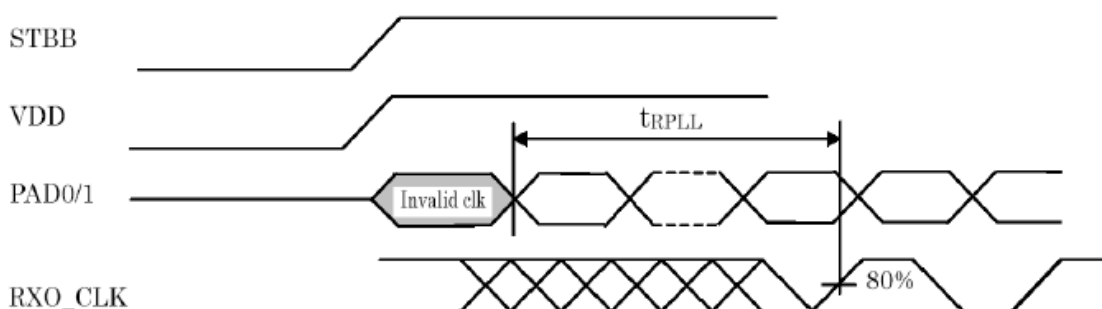 STBB
VDD
tRPLL
PAD0/1
Invalid clk
RXO_CLK
80%